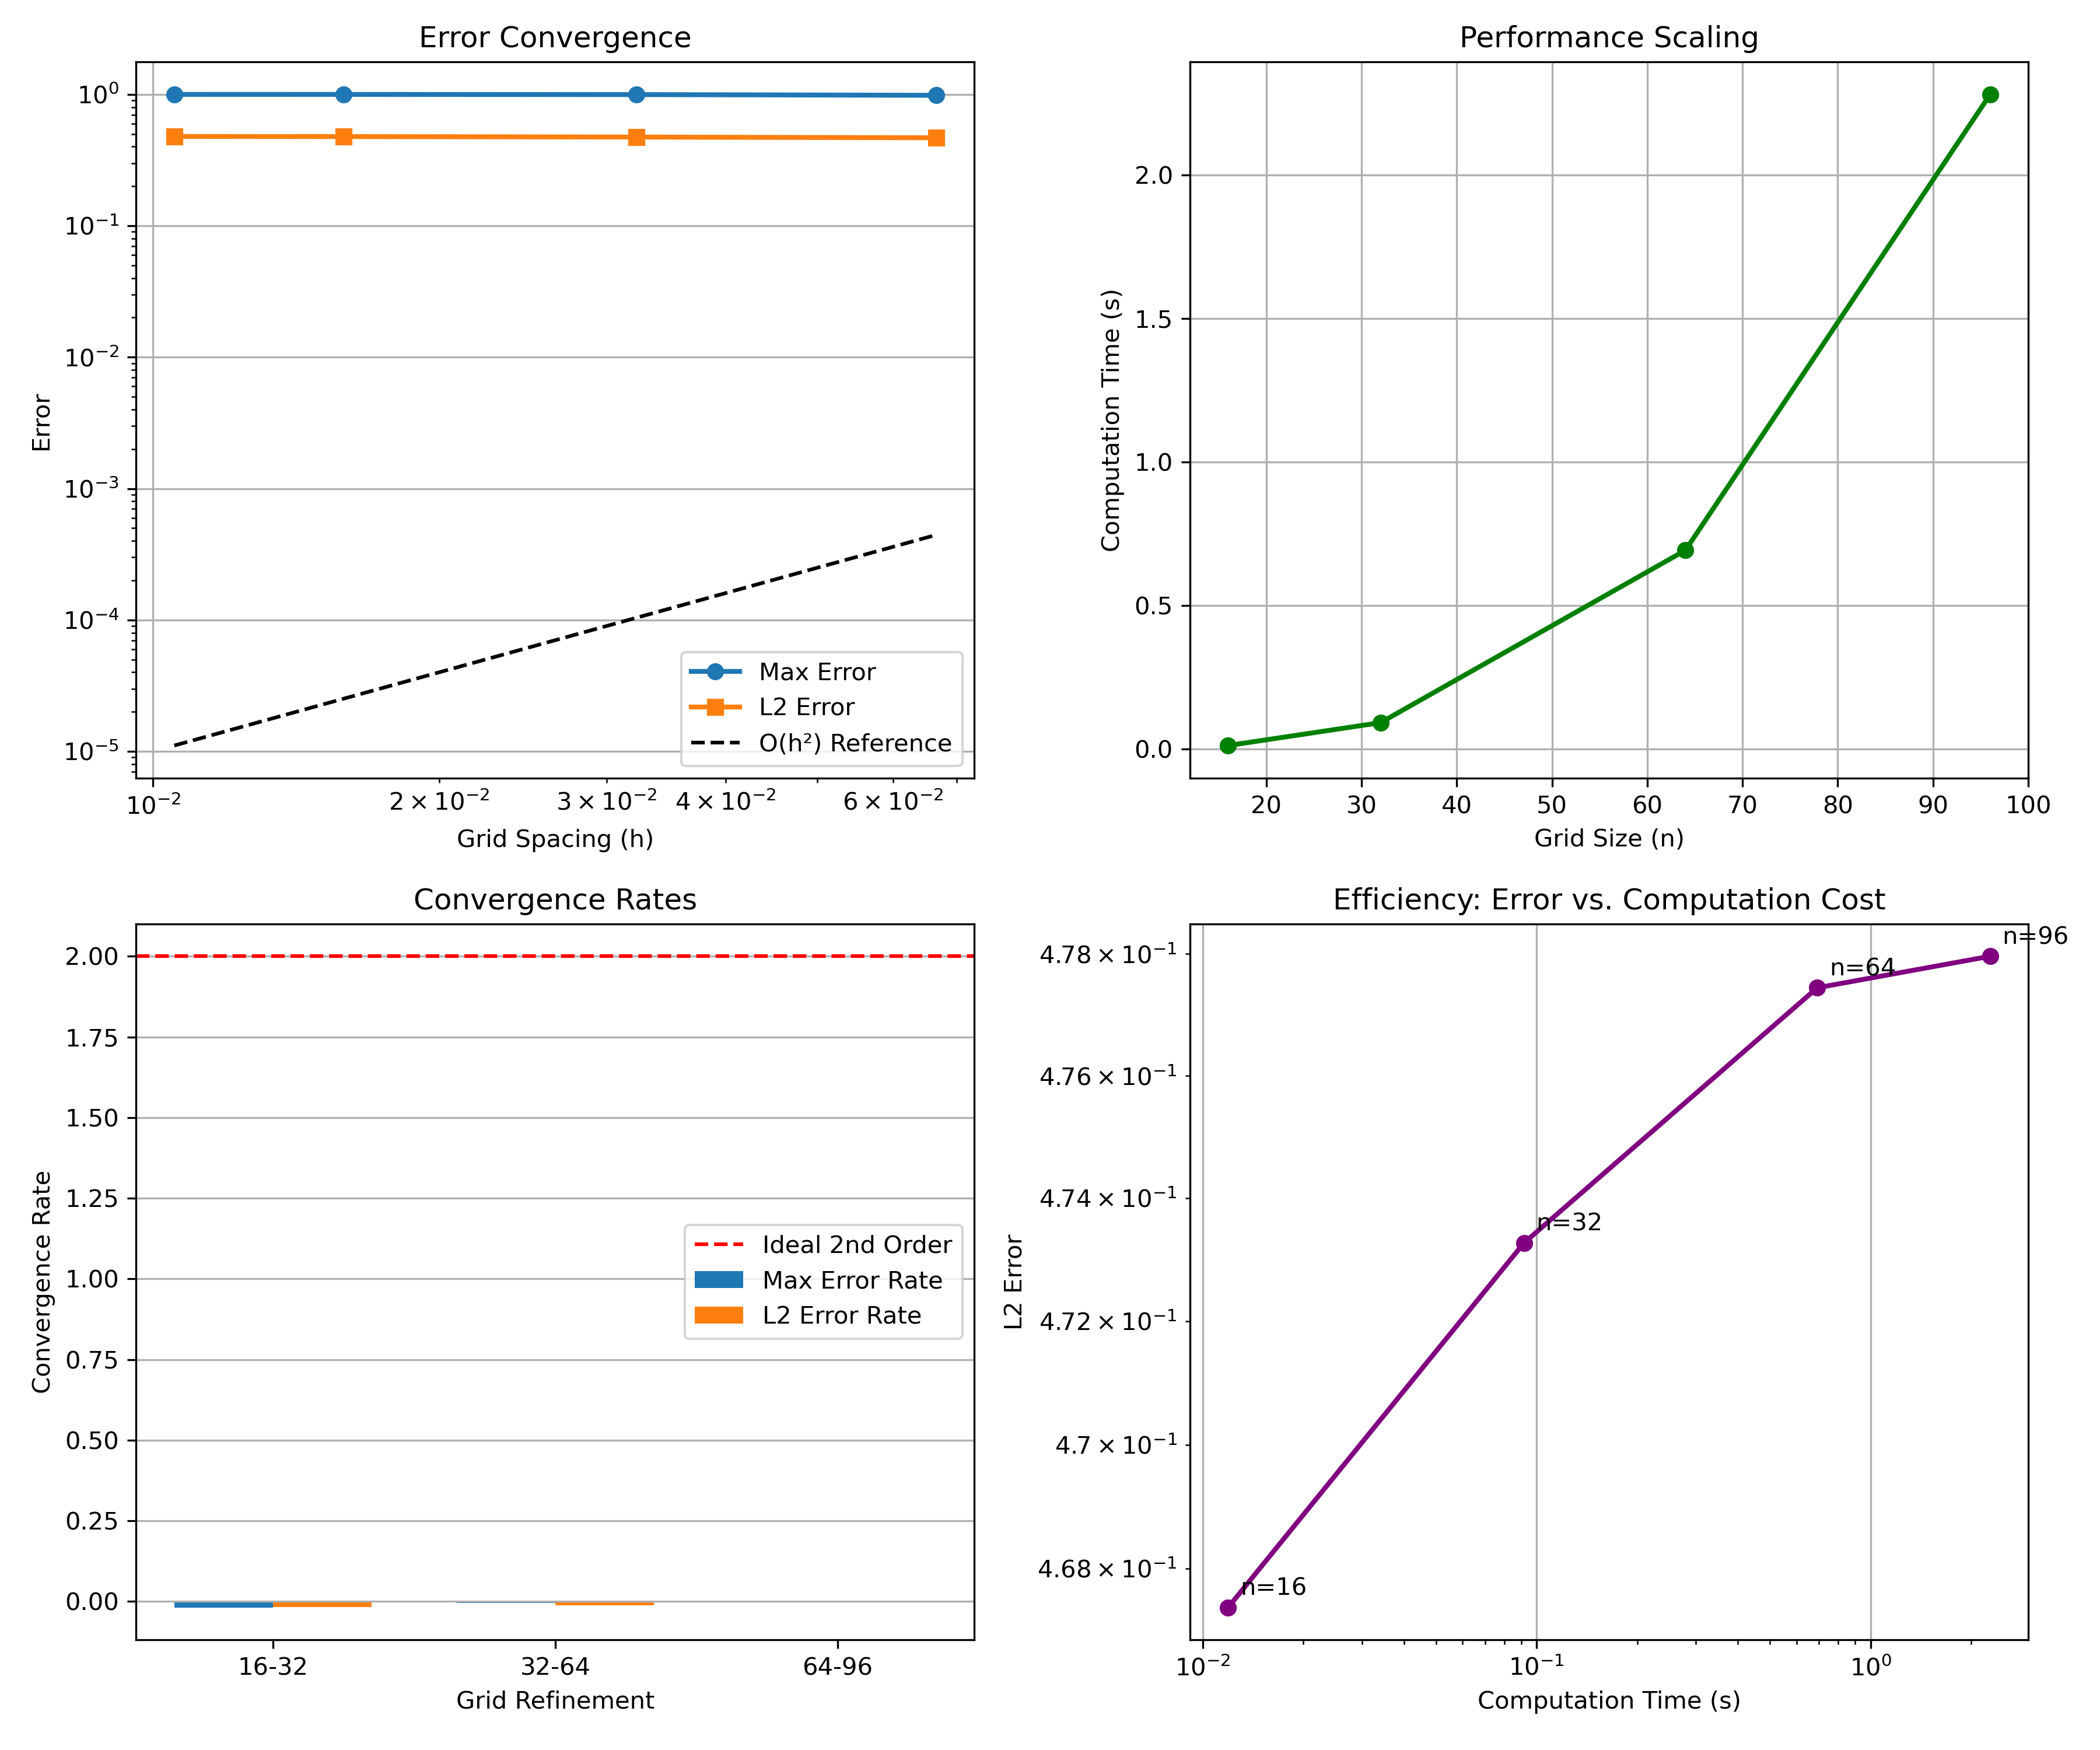 Error Convergence
10⁰
10⁻¹
10⁻²
10⁻³
10⁻⁴
10⁻⁵
Error
Max Error
L2 Error
O(h²) Reference
10⁻²
2 × 10⁻²
3 × 10⁻²
4 × 10⁻²
6 × 10⁻²
Grid Spacing (h)
Performance Scaling
2.0
1.5
1.0
0.5
0.0
Computation Time (s)
20
30
40
50
60
70
80
90
100
Grid Size (n)
Convergence Rates
2.00
1.75
1.50
1.25
1.00
0.75
0.50
0.25
0.00
Convergence Rate
Ideal 2nd Order
Max Error Rate
L2 Error Rate
16-32
32-64
64-96
Grid Refinement
Efficiency: Error vs. Computation Cost
4.78 × 10⁻¹
4.76 × 10⁻¹
4.74 × 10⁻¹
4.72 × 10⁻¹
4.7 × 10⁻¹
4.68 × 10⁻¹
L2 Error
n=96
n=64
n=32
n=16
10⁻²
10⁻¹
10⁰
Computation Time (s)